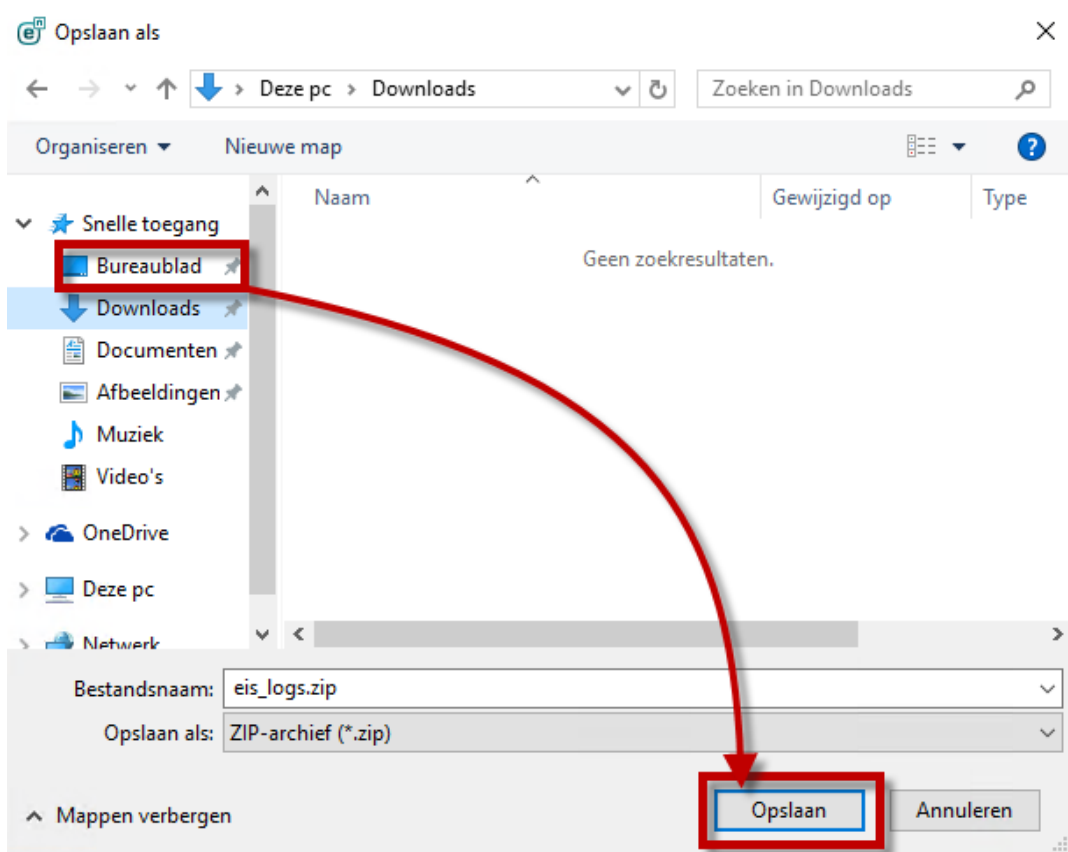 Opslaan als
Deze pc > Downloads
Zoeken in Downloads
Organiseren
Nieuwe map
?
Naam
Gewijzigd op
Type
Snelle toegang
Geen zoekresultaten.
Bureaublad
Downloads
Documenten
Afbeeldingen
Muziek
Video's
OneDrive
Deze pc
Netwerk
Bestandsnaam: eis_logs.zip
Opslaan als: ZIP-archief (*.zip)
Mappen verbergen
Opslaan
Annuleren